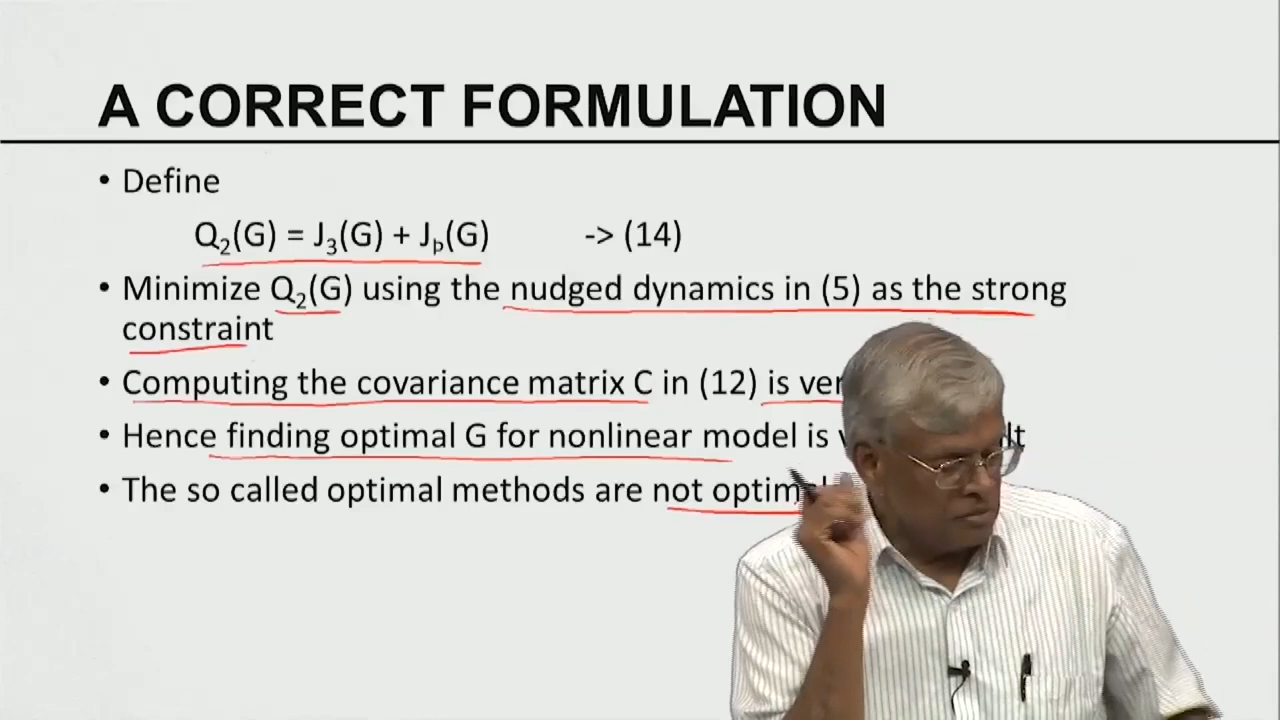 A CORRECT FORMULATION
• Define
Q₂(G) = J₃(G) + Jₚ(G) -> (14)
• Minimize Q₂(G) using the nudged dynamics in (5) as the strong
constraint
• Computing the covariance matrix C in (12) is
• Hence finding optimal G for nonlinear model is
• The so called optimal methods are not optimal